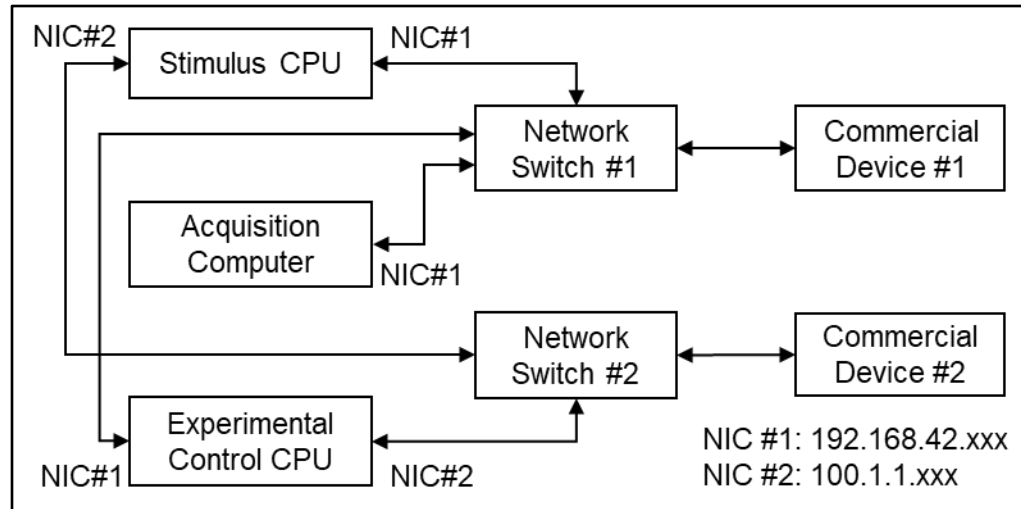 NIC#2
NIC#1
Stimulus CPU
Network
Switch #1
Commercial
Device #1
Acquisition
Computer
NIC#1
Network
Switch #2
Commercial
Device #2
Experimental
Control CPU
NIC#1
NIC#2
NIC #1: 192.168.42.xxx
NIC #2: 100.1.1.xxx